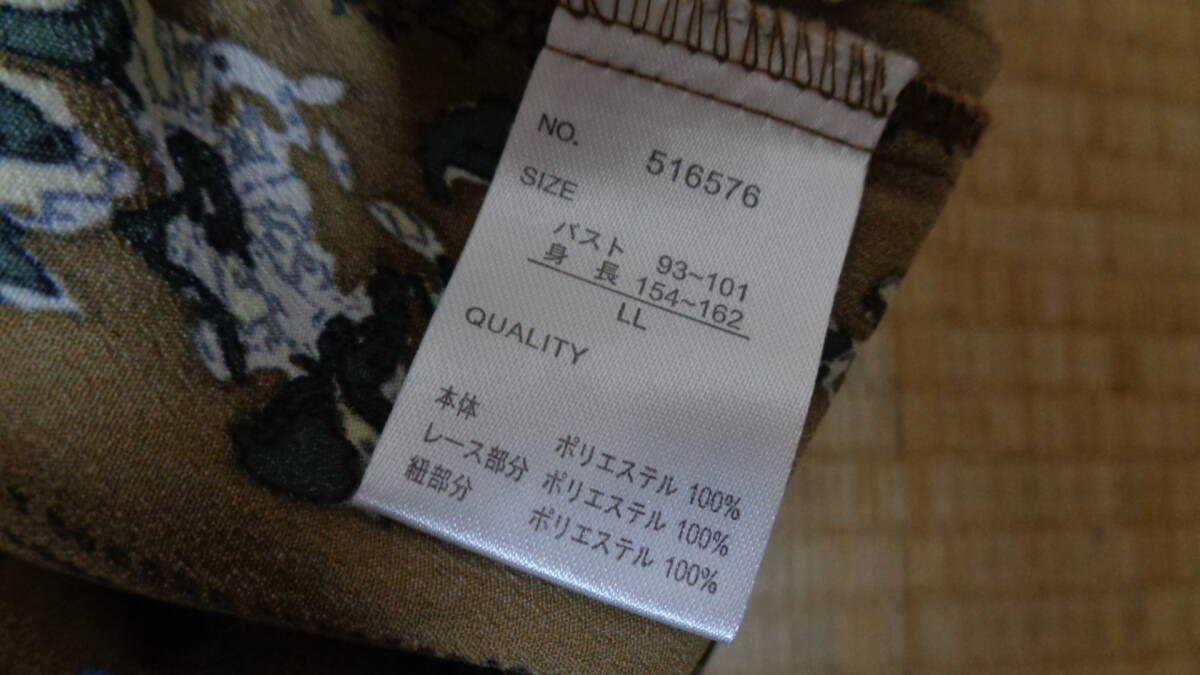 NO. 516576
SIZE
バスト 93~101
身長 154~162
LL
QUALITY
本体 ポリエステル 100%
レース部分 ポリエステル 100%
紐部分 ポリエステル 100%